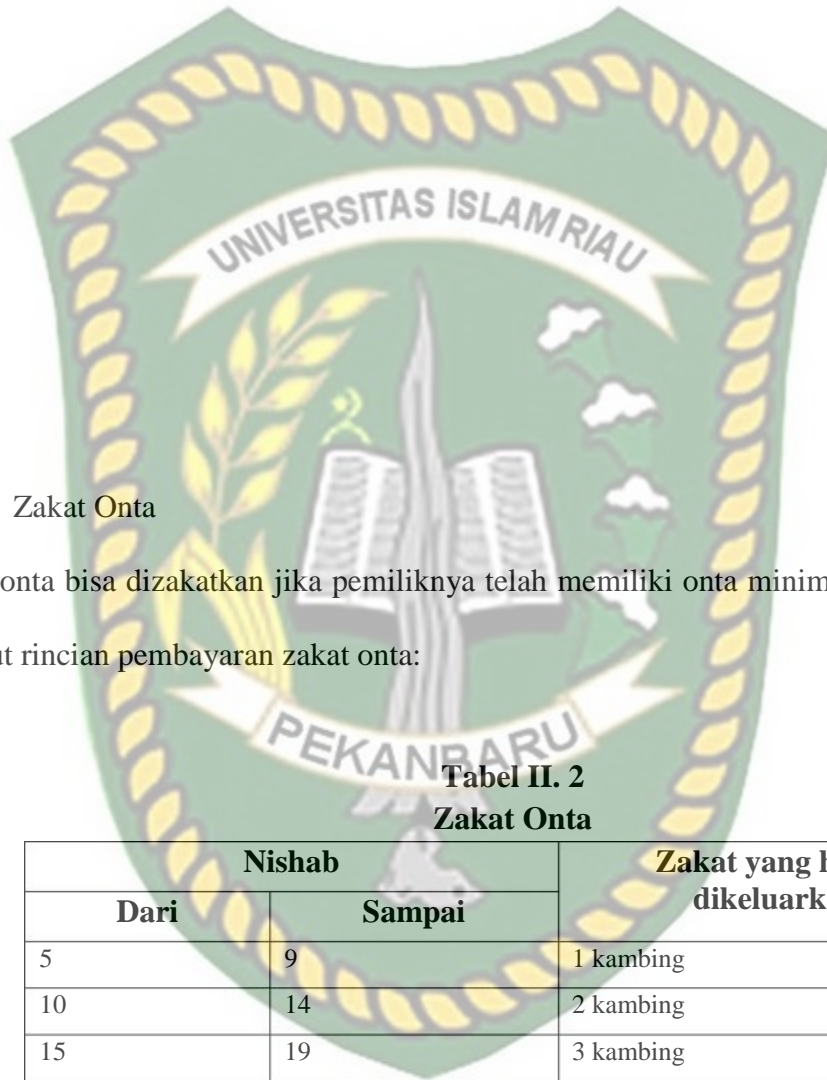 UNIVERSITAS ISLAM RIAU
Zakat Onta
onta bisa dizakatkan jika pemiliknya telah memiliki onta minim
ut rincian pembayaran zakat onta:
PEKANBARU
Tabel II. 2
Zakat Onta
Nishab Zakat yang h
Dari Sampai dikeluark
5 9 1 kambing
10 14 2 kambing
15 19 3 kambing